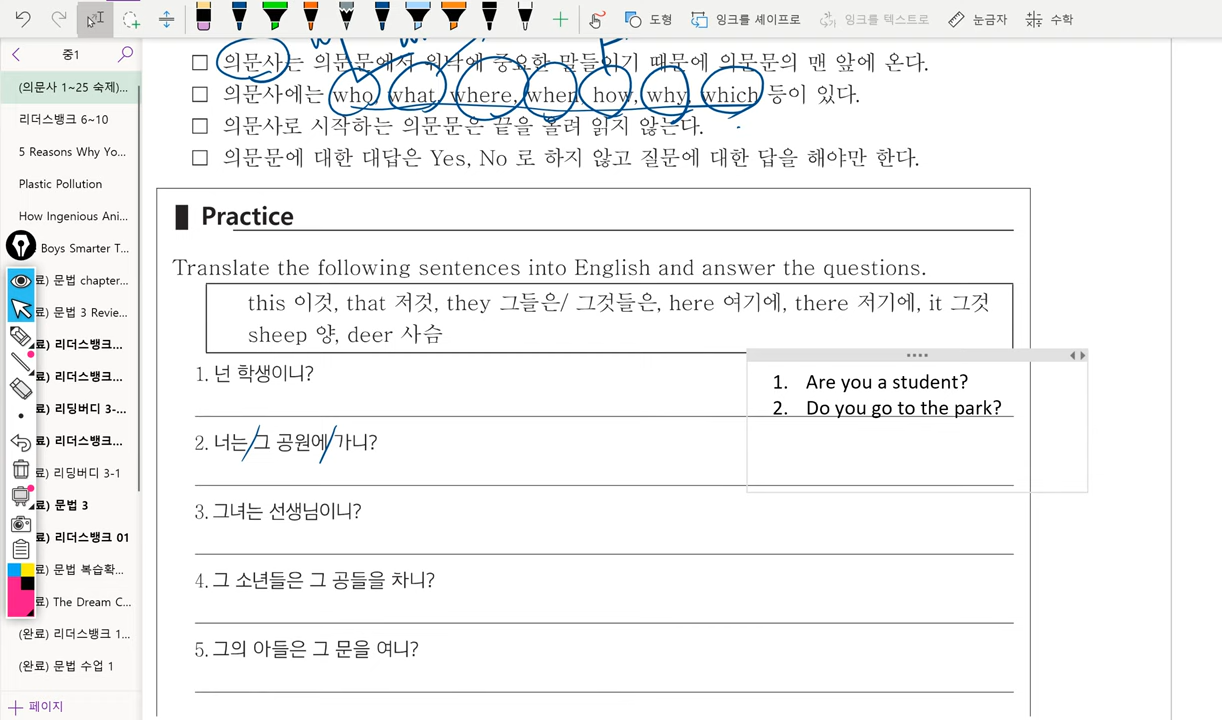 도형
잉크를 셰이프로
잉크를 텍스트로
눈금자
수학
중1
(의문사 1~25 숙제)...
리더스뱅크 6~10
5 Reasons Why Yo...
Plastic Pollution
How Ingenious Ani...
Boys Smarter T...
료) 문법 chapter...
료) 문법 3 Revie...
료) 리더스뱅크...
료) 리더스뱅크...
료) 리딩버디 3-...
료) 리더스뱅크...
료) 리딩버디 3-1
료) 문법 3
료) 리더스뱅크 01
료) 문법 복습확...
료) The Dream C...
(완료) 리더스뱅크 1...
(완료) 문법 수업 1
페이지
□ 의문사는 의문문에서 워낙에 중요한 말들이기 때문에 의문문의 맨 앞에 온다.
□ 의문사에는 who, what, where, when, how, why, which 등이 있다.
□ 의문사로 시작하는 의문문은 끝을 올려 읽지 않는다.
□ 의문문에 대한 대답은 Yes, No 로 하지 않고 질문에 대한 답을 해야만 한다.
Practice
Translate the following sentences into English and answer the questions.
this 이것, that 저것, they 그들은/ 그것들은, here 여기에, there 저기에, it 그것
sheep 양, deer 사슴
1. 넌 학생이니?
1. Are you a student?
2. Do you go to the park?
2. 너는/그 공원에/가니?
3. 그녀는 선생님이니?
4. 그 소년들은 그 공들을 차니?
5. 그의 아들은 그 문을 여니?